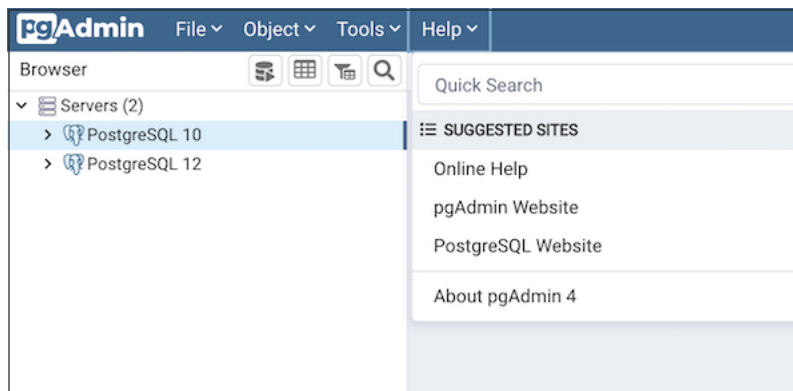 pgAdmin File Object Tools Help
Browser
Servers (2)
PostgreSQL 10
PostgreSQL 12
Quick Search
SUGGESTED SITES
Online Help
pgAdmin Website
PostgreSQL Website
About pgAdmin 4